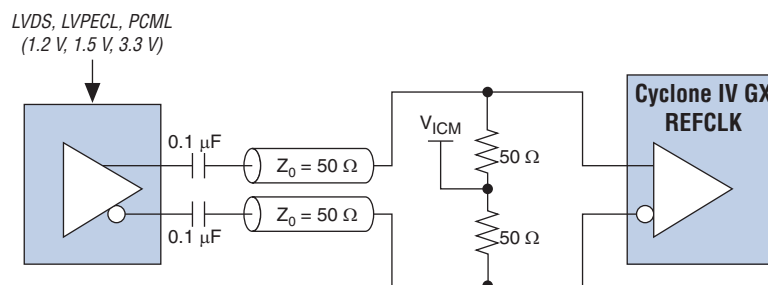 LVDS, LVPECL, PCML
(1.2 V, 1.5 V, 3.3 V)
Cyclone IV GX
REFCLK
0.1 μF
Z0 = 50 Ω
VICM
50 Ω
Z0 = 50 Ω
0.1 μF
50 Ω